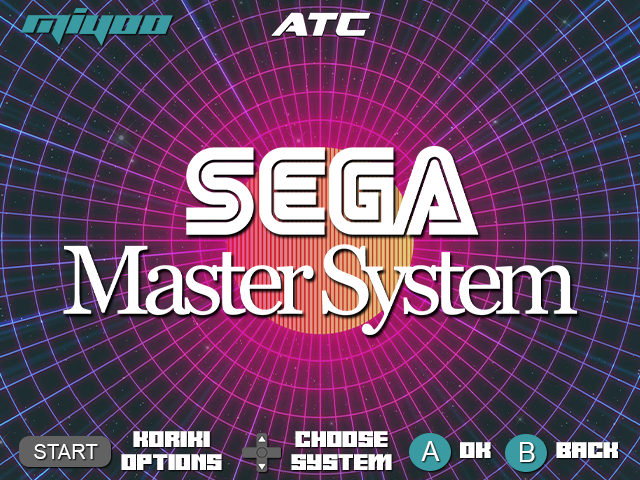 miyoo
ATC
SEGA
Master System
START
KORIKI
OPTIONS
CHOOSE
SYSTEM
A
OK
B
BACK